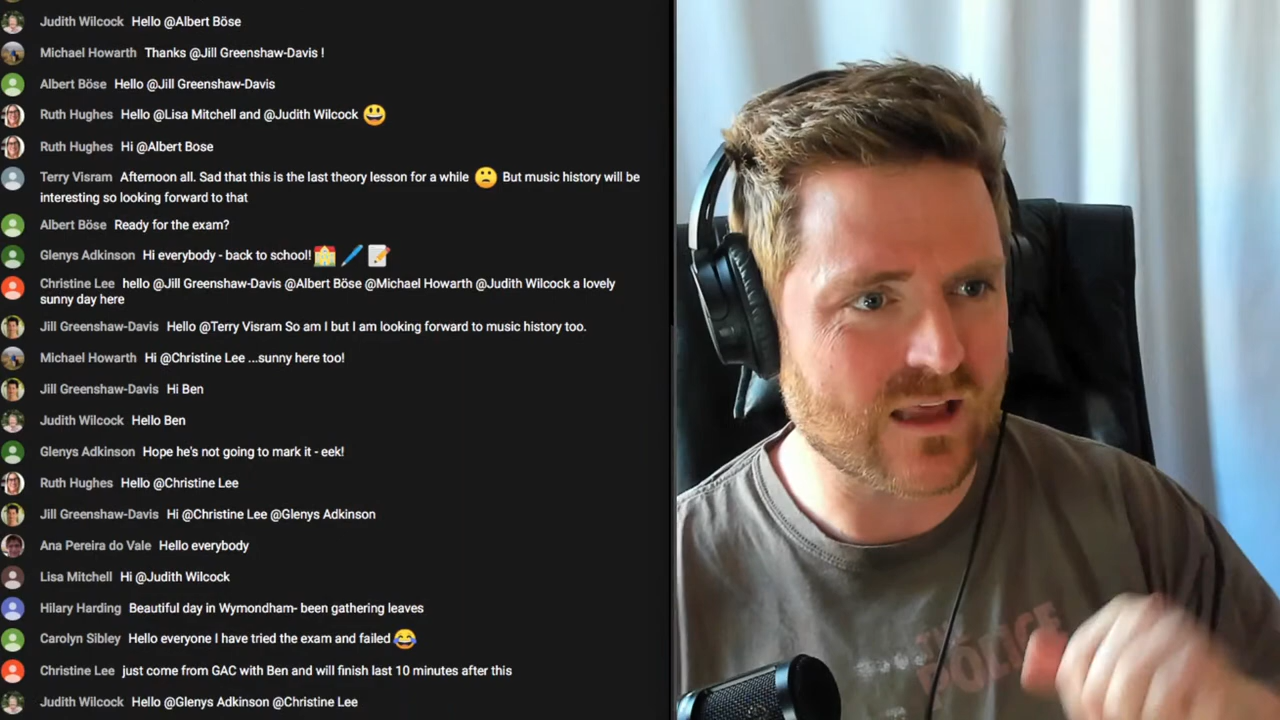 Judith Wilcock Hello @Albert Böse
Michael Howarth Thanks @Jill Greenshaw-Davis !
Albert Böse Hello @Jill Greenshaw-Davis
Ruth Hughes Hello @Lisa Mitchell and @Judith Wilcock 😃
Ruth Hughes Hi @Albert Bose
Terry Visram Afternoon all. Sad that this is the last theory lesson for a while 🙁 But music history will be
interesting so looking forward to that
Albert Böse Ready for the exam?
Glenys Adkinson Hi everybody - back to school! 🏫 🖊️ 📝
Christine Lee hello @Jill Greenshaw-Davis @Albert Böse @Michael Howarth @Judith Wilcock a lovely
sunny day here
Jill Greenshaw-Davis Hello @Terry Visram So am I but I am looking forward to music history too.
Michael Howarth Hi @Christine Lee ...sunny here too!
Jill Greenshaw-Davis Hi Ben
Judith Wilcock Hello Ben
Glenys Adkinson Hope he's not going to mark it - eek!
Ruth Hughes Hello @Christine Lee
Jill Greenshaw-Davis Hi @Christine Lee @Glenys Adkinson
Ana Pereira do Vale Hello everybody
Lisa Mitchell Hi @Judith Wilcock
Hilary Harding Beautiful day in Wymondham- been gathering leaves
Carolyn Sibley Hello everyone I have tried the exam and failed 😂
Christine Lee just come from GAC with Ben and will finish last 10 minutes after this
Judith Wilcock Hello @Glenys Adkinson @Christine Lee
THE
POLICE